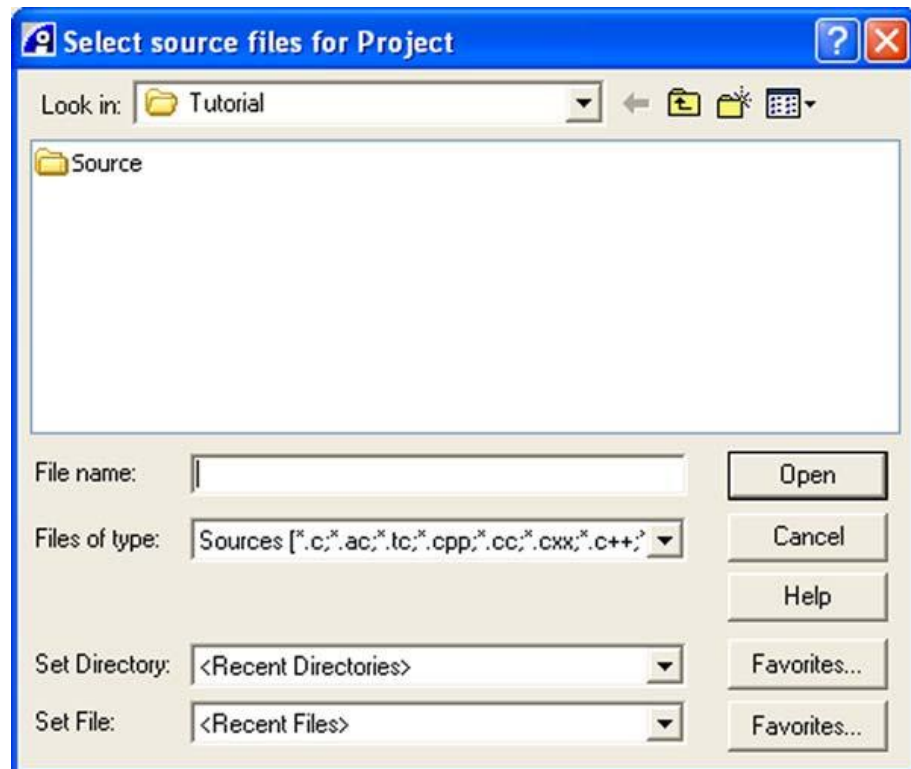 Select source files for Project
Look in: Tutorial
Source
File name: Open
Files of type: Sources (*.c;*.ac;*.tc;*.cpp;*.cc;*.cxx;*.c++;* Cancel
Help
Set Directory: <Recent Directories> Favorites...
Set File: <Recent Files> Favorites...